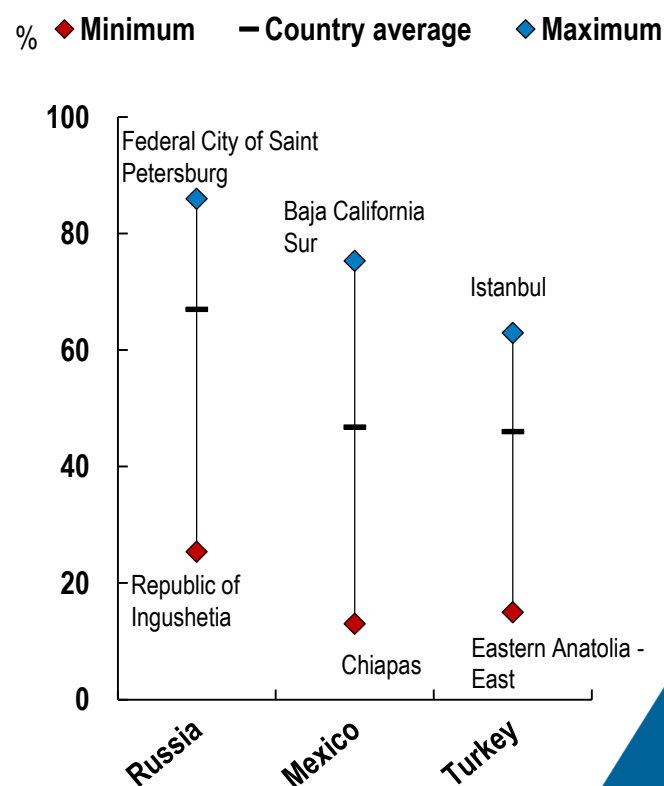 % Minimum Country average Maximum
100
Federal City of Saint
Petersburg
80
Baja California
Sur
Istanbul
60
40
20
Republic of
Ingushetia
Chiapas
Eastern Anatolia -
East
0
Russia
Mexico
Turkey